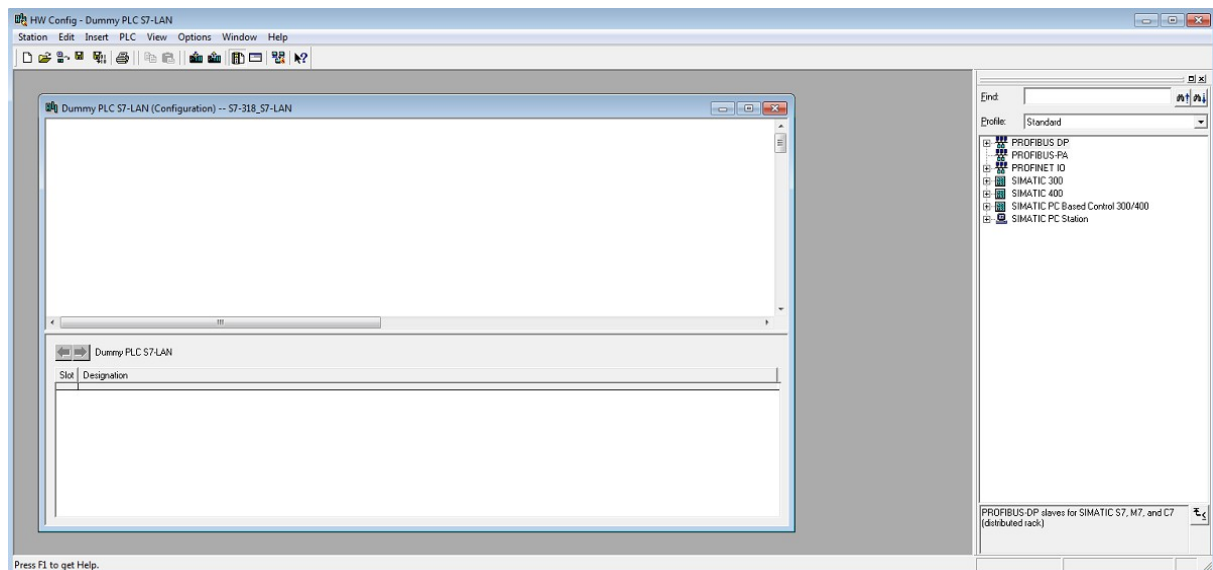 HW Config - Dummy PLC S7-LAN
Station Edit Insert PLC View Options Window Help
Dummy PLC S7-LAN (Configuration) -- S7-318_S7-LAN
Find:
Profile: Standard
PROFIBUS DP
PROFIBUS-PA
PROFINET IO
SIMATIC 300
SIMATIC 400
SIMATIC PC Based Control 300/400
SIMATIC PC Station
Dummy PLC S7-LAN
Slot Designation
PROFIBUS-DP slaves for SIMATIC S7, M7, and C7
(distributed rack)
Press F1 to get Help.